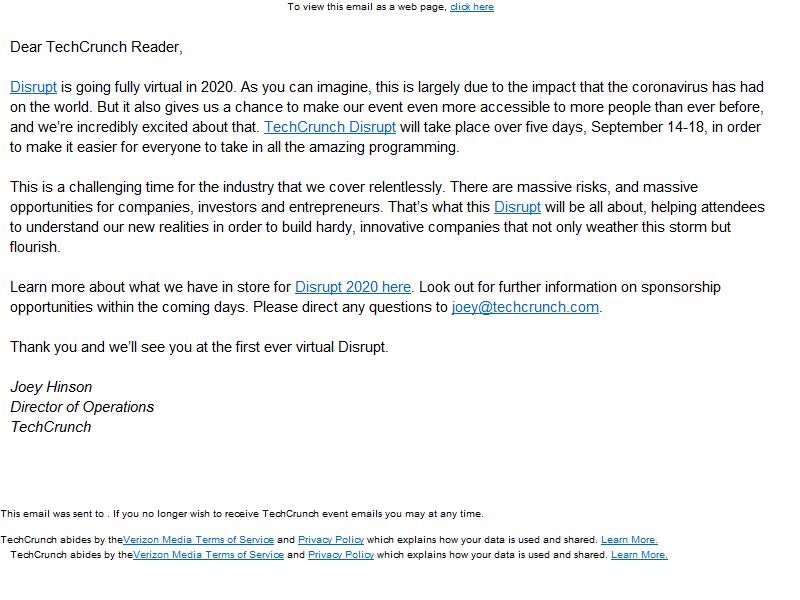 To view this email as a web page, click here
Dear TechCrunch Reader,
Disrupt is going fully virtual in 2020. As you can imagine, this is largely due to the impact that the coronavirus has had
on the world. But it also gives us a chance to make our event even more accessible to more people than ever before,
and we're incredibly excited about that. TechCrunch Disrupt will take place over five days, September 14-18, in order
to make it easier for everyone to take in all the amazing programming.
This is a challenging time for the industry that we cover relentlessly. There are massive risks, and massive
opportunities for companies, investors and entrepreneurs. That's what this Disrupt will be all about, helping attendees
to understand our new realities in order to build hardy, innovative companies that not only weather this storm but
flourish.
Learn more about what we have in store for Disrupt 2020 here. Look out for further information on sponsorship
opportunities within the coming days. Please direct any questions to joey@techcrunch.com.
Thank you and we'll see you at the first ever virtual Disrupt.
Joey Hinson
Director of Operations
TechCrunch
This email was sent to . If you no longer wish to receive TechCrunch event emails you may at any time.
TechCrunch abides by theVerizon Media Terms of Service and Privacy Policy which explains how your data is used and shared. Learn More.
TechCrunch abides by theVerizon Media Terms of Service and Privacy Policy which explains how your data is used and shared. Learn More.